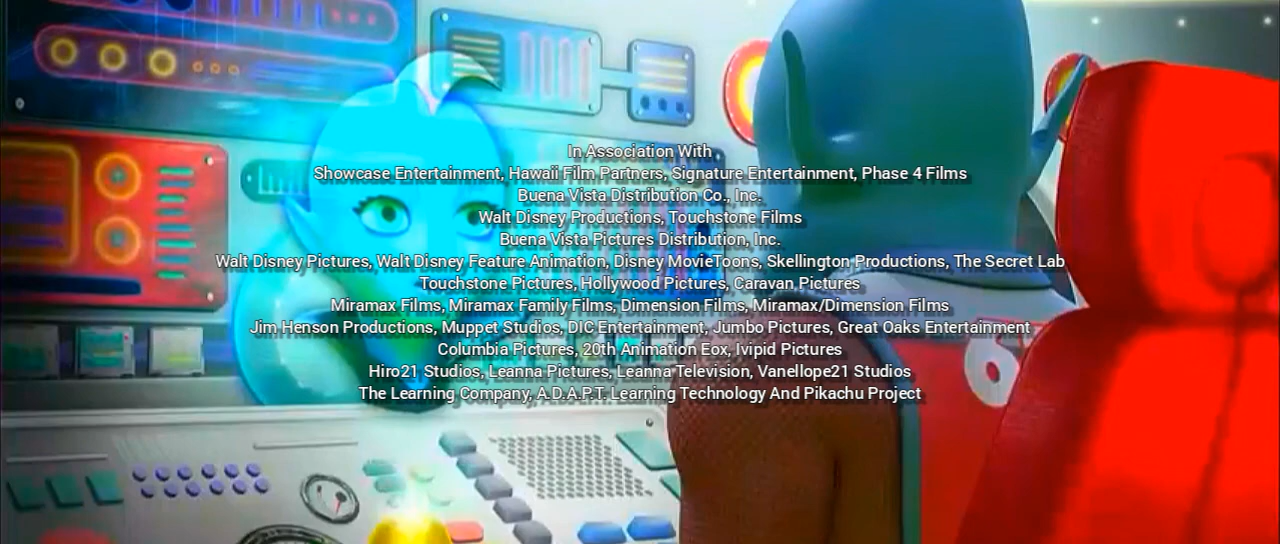 In Association With
Showcase Entertainment, Hawaii Film Partners, Signature Entertainment, Phase 4 Films
Buena Vista Distribution Co., Inc.
Walt Disney Productions, Touchstone Films
Buena Vista Pictures Distribution, Inc.
Walt Disney Pictures, Walt Disney Feature Animation, Disney MovieToons, Skellington Productions, The Secret Lab
Touchstone Pictures, Hollywood Pictures, Caravan Pictures
Miramax Films, Miramax Family Films, Dimension Films, Miramax/Dimension Films
Jim Henson Productions, Muppet Studios, DIC Entertainment, Jumbo Pictures, Great Oaks Entertainment
Columbia Pictures, 20th Animation Eox, Ivipid Pictures
Hiro21 Studios, Leanna Pictures, Leanna Television, Vanellope21 Studios
The Learning Company, A.D.A.P.T. Learning Technology And Pikachu Project